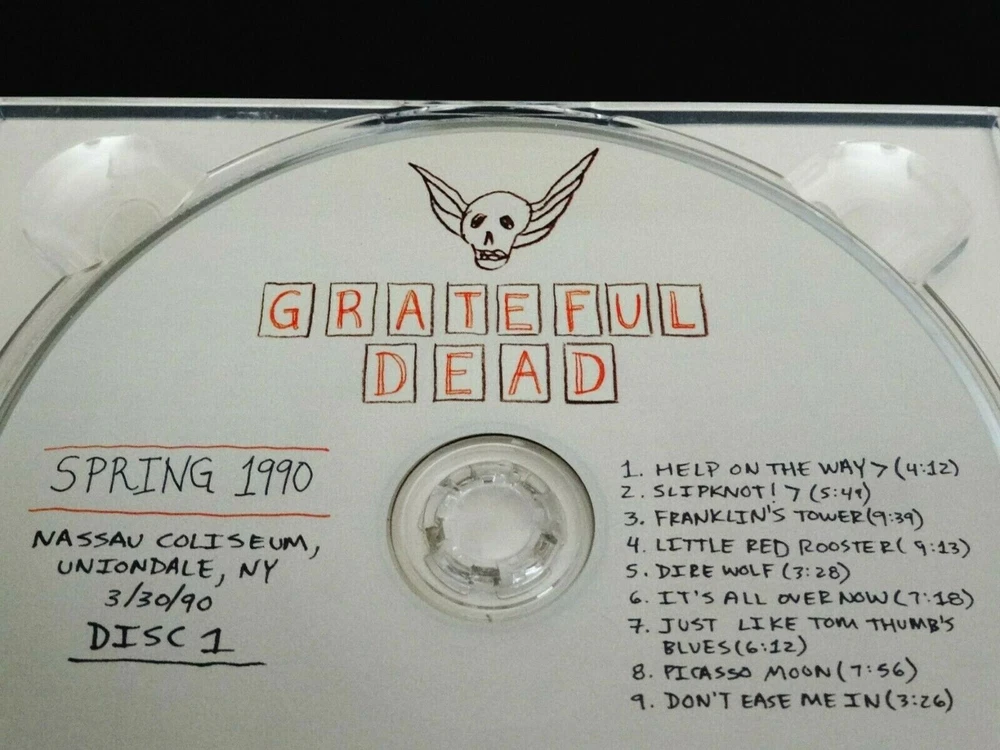 GRATEFUL
DEAD
SPRING 1990
NASSAU COLISEUM,
UNIONDALE, NY
3/30/90
DISC 1
1. HELP ON THE WAY > (4:12)
2. SLIPKNOT! > (5:49)
3. FRANKLIN'S TOWER (9:39)
4. LITTLE RED ROOSTER (9:13)
5. DIRE WOLF (3:28)
6. IT'S ALL OVER NOW (7:18)
7. JUST LIKE TOM THUMB'S
BLUES (6:12)
8. PICASSO MOON (7:56)
9. DON'T EASE ME IN (3:26)